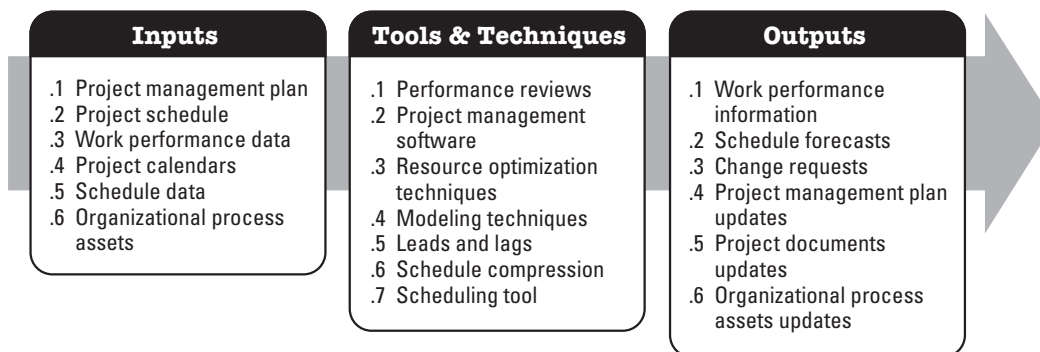 Inputs
.1 Project management plan
.2 Project schedule
.3 Work performance data
.4 Project calendars
.5 Schedule data
.6 Organizational process
assets
Tools & Techniques
.1 Performance reviews
.2 Project management
software
.3 Resource optimization
techniques
.4 Modeling techniques
.5 Leads and lags
.6 Schedule compression
.7 Scheduling tool
Outputs
.1 Work performance
information
.2 Schedule forecasts
.3 Change requests
.4 Project management plan
updates
.5 Project documents
updates
.6 Organizational process
assets updates